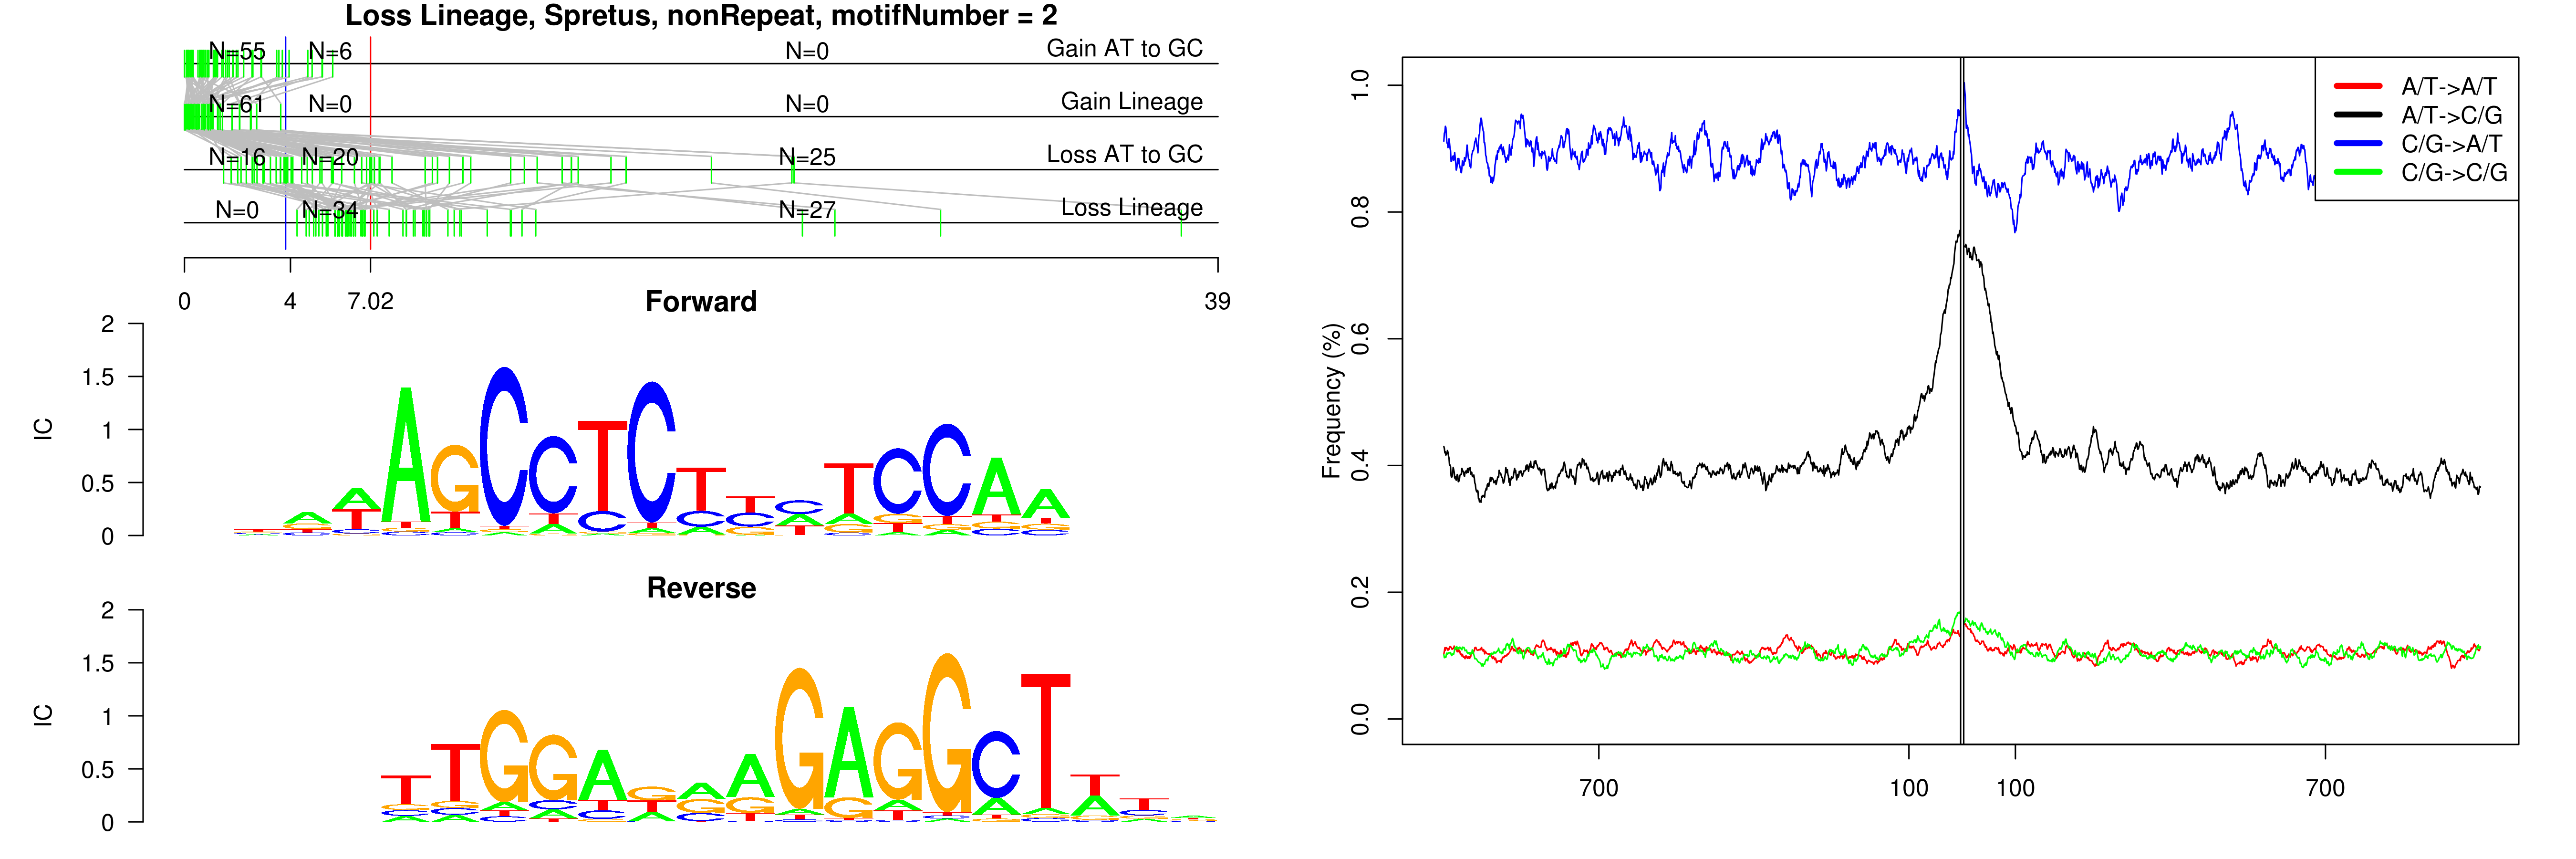 Loss Lineage, Spretus, nonRepeat, motifNumber = 2
N=55 N=6 N=0 Gain AT to GC
N=61 N=0 N=0 Gain Lineage
N=16 N=20 N=25 Loss AT to GC
N=0 N=34 N=27 Loss Lineage
0 4 7.02 39
Forward
2
1.5
1
0.5
0
IC
Reverse
2
1.5
1
0.5
0
IC
A/T->A/T
A/T->C/G
C/G->A/T
C/G->C/G
Frequency (%)
1.0
0.8
0.6
0.4
0.2
0.0
700 100 100 700